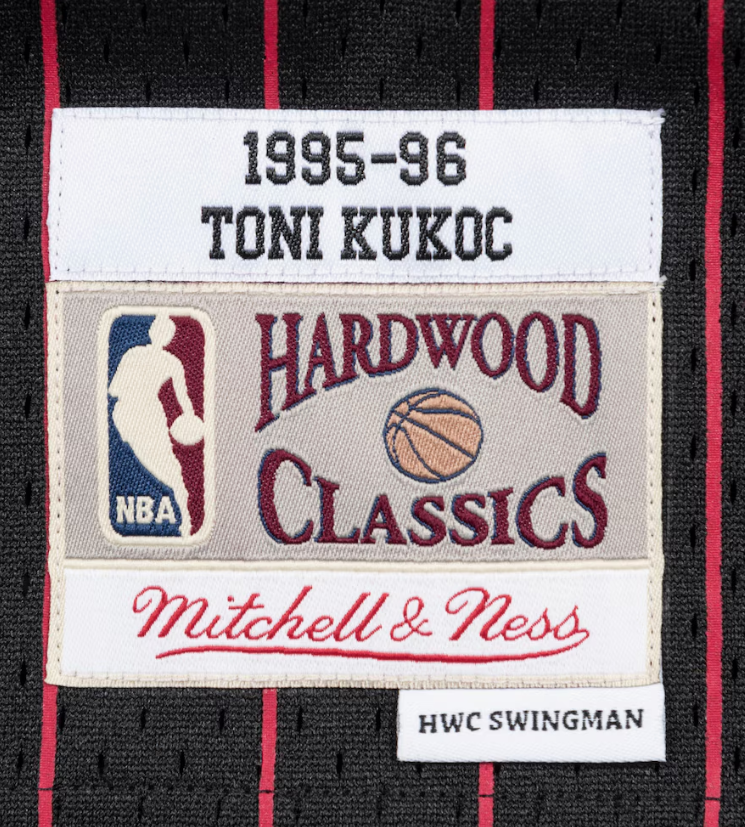 1995-96
TONI KUKOC
NBA
HARDWOOD
CLASSICS
Mitchell & Ness
HWC SWINGMAN